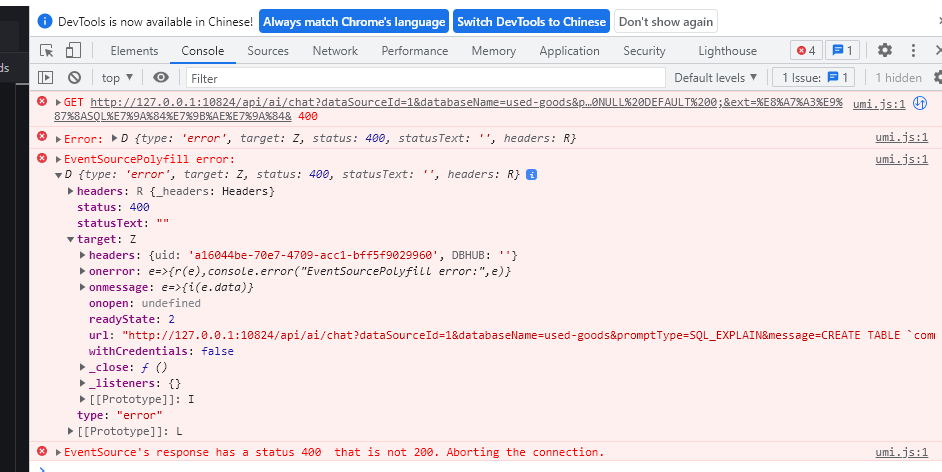 DevTools is now available in Chinese! Always match Chrome's language Switch DevTools to Chinese Don't show again
Elements Console Sources Network Performance Memory Application Security Lighthouse 4 1
ds
top Filter Default levels 1 Issue: 1 1 hidden
GET http://127.0.0.1:10824/api/ai/chat?dataSourceId=1&databaseName=used-goods&p…0NULL%20DEFAULT%200;&ext=%E8%A7%A3%E9% umi.js:1
87%8ASQL%E7%9A%84%E7%9B%AE%E7%9A%84& 400
Error: D {type: 'error', target: Z, status: 400, statusText: '', headers: R} umi.js:1
EventSourcePolyfill error: umi.js:1
D {type: 'error', target: Z, status: 400, statusText: '', headers: R}
headers: R {_headers: Headers}
status: 400
statusText: ""
target: Z
headers: {uid: 'a16044be-70e7-4709-acc1-bff5f9029960', DBHUB: ''}
onerror: e=>{r(e),console.error("EventSourcePolyfill error:",e)}
onmessage: e=>{i(e.data)}
onopen: undefined
readyState: 2
url: "http://127.0.0.1:10824/api/ai/chat?dataSourceId=1&databaseName=used-goods&promptType=SQL_EXPLAIN&message=CREATE TABLE `com
withCredentials: false
_close: ƒ ()
_listeners: {}
[[Prototype]]: I
type: "error"
[[Prototype]]: L
EventSource's response has a status 400 that is not 200. Aborting the connection. umi.js:1